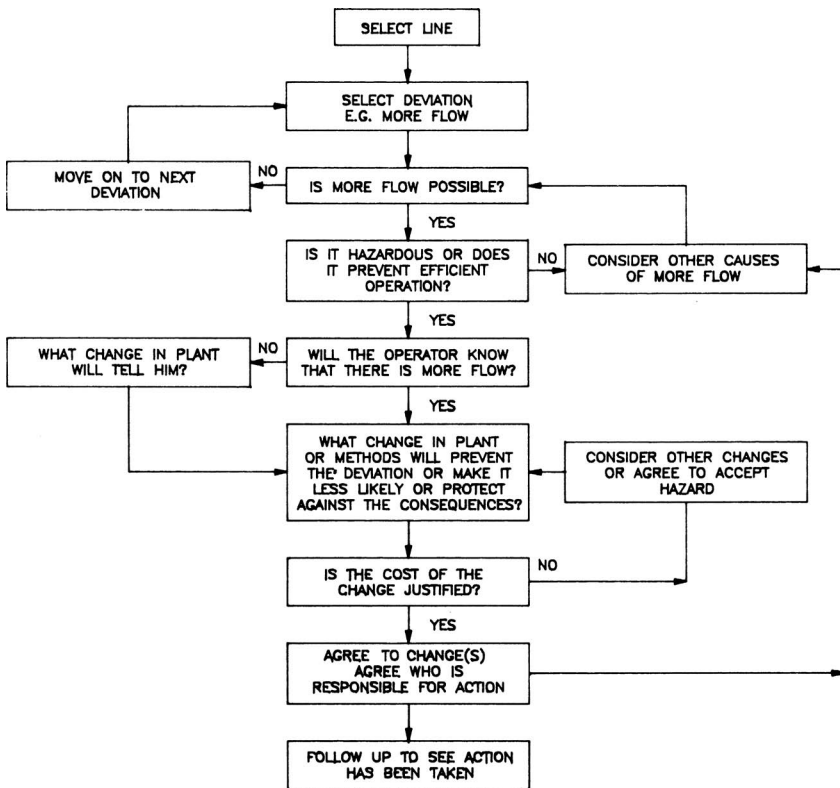 SELECT LINE
SELECT DEVIATION
E.G. MORE FLOW
MOVE ON TO NEXT
DEVIATION
NO
IS MORE FLOW POSSIBLE?
YES
IS IT HAZARDOUS OR DOES
IT PREVENT EFFICIENT
OPERATION?
NO
CONSIDER OTHER CAUSES
OF MORE FLOW
YES
WHAT CHANGE IN PLANT
WILL TELL HIM?
NO
WILL THE OPERATOR KNOW
THAT THERE IS MORE FLOW?
YES
WHAT CHANGE IN PLANT
OR METHODS WILL PREVENT
THE DEVIATION OR MAKE IT
LESS LIKELY OR PROTECT
AGAINST THE CONSEQUENCES?
CONSIDER OTHER CHANGES
OR AGREE TO ACCEPT
HAZARD
IS THE COST OF THE
CHANGE JUSTIFIED?
NO
YES
AGREE TO CHANGE(S)
AGREE WHO IS
RESPONSIBLE FOR ACTION
FOLLOW UP TO SEE ACTION
HAS BEEN TAKEN